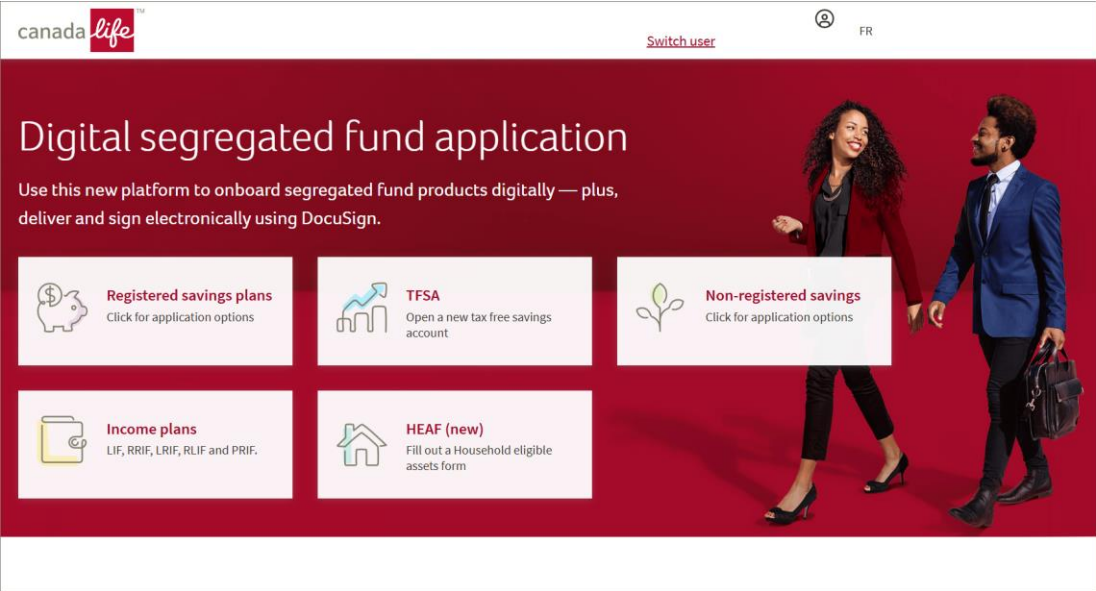 canada life TM
Switch user
FR
Digital segregated fund application
Use this new platform to onboard segregated fund products digitally — plus,
deliver and sign electronically using DocuSign.
Registered savings plans
Click for application options
TFSA
Open a new tax free savings
account
Non-registered savings
Click for application options
Income plans
LIF, RRIF, LRIF, RLIF and PRIF.
HEAF (new)
Fill out a Household eligible
assets form